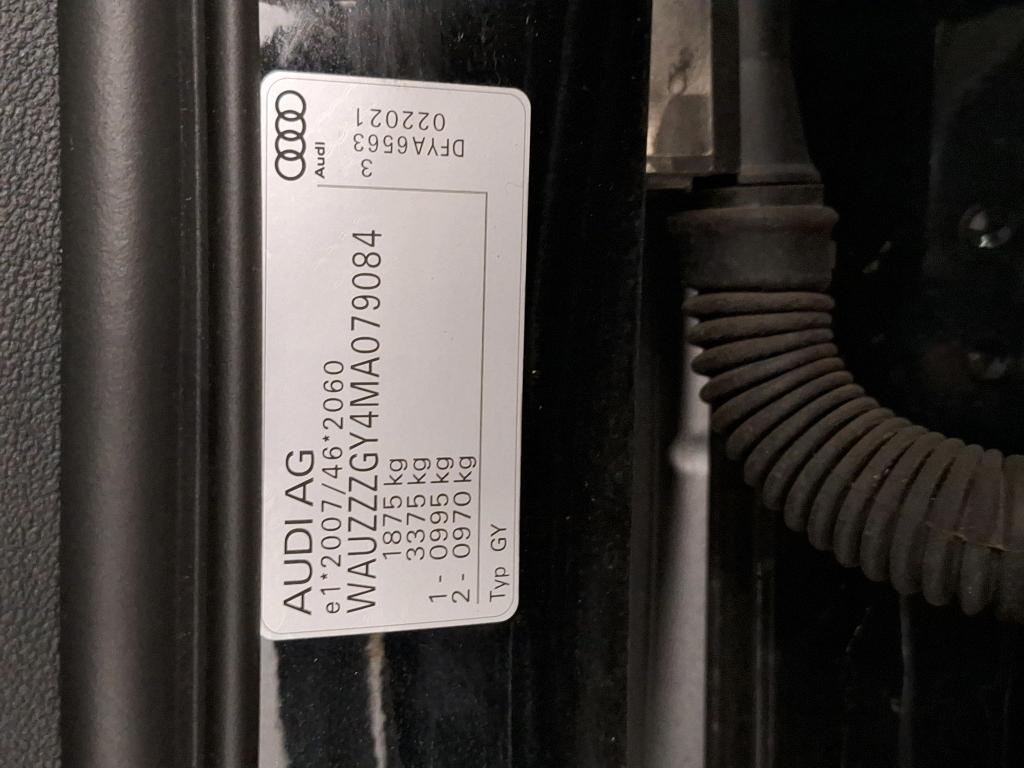 AUDI AG
e1*2007/46*2060
WAUZZZGY4MA079084
1875 kg
3375 kg
1 - 0995 kg
2 - 0970 kg
Typ GY
Audi
3
DFYA6563
022021